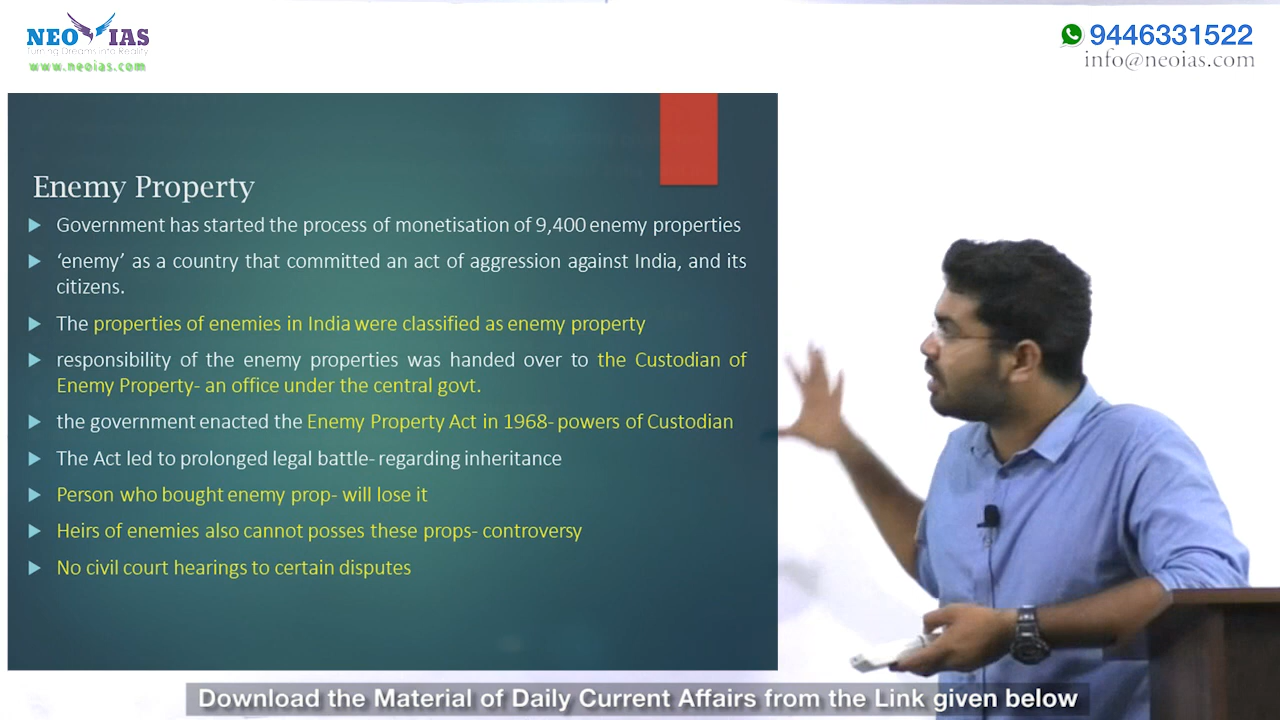 NEO IAS
Turning Dreams into Reality
www.neoias.com
9446331522
info@neoias.com
Enemy Property
Government has started the process of monetisation of 9,400 enemy properties
‘enemy’ as a country that committed an act of aggression against India, and its
citizens.
The properties of enemies in India were classified as enemy property
responsibility of the enemy properties was handed over to the Custodian of
Enemy Property- an office under the central govt.
the government enacted the Enemy Property Act in 1968- powers of Custodian
The Act led to prolonged legal battle- regarding inheritance
Person who bought enemy prop- will lose it
Heirs of enemies also cannot posses these props- controversy
No civil court hearings to certain disputes
Download the Material of Daily Current Affairs from the Link given below